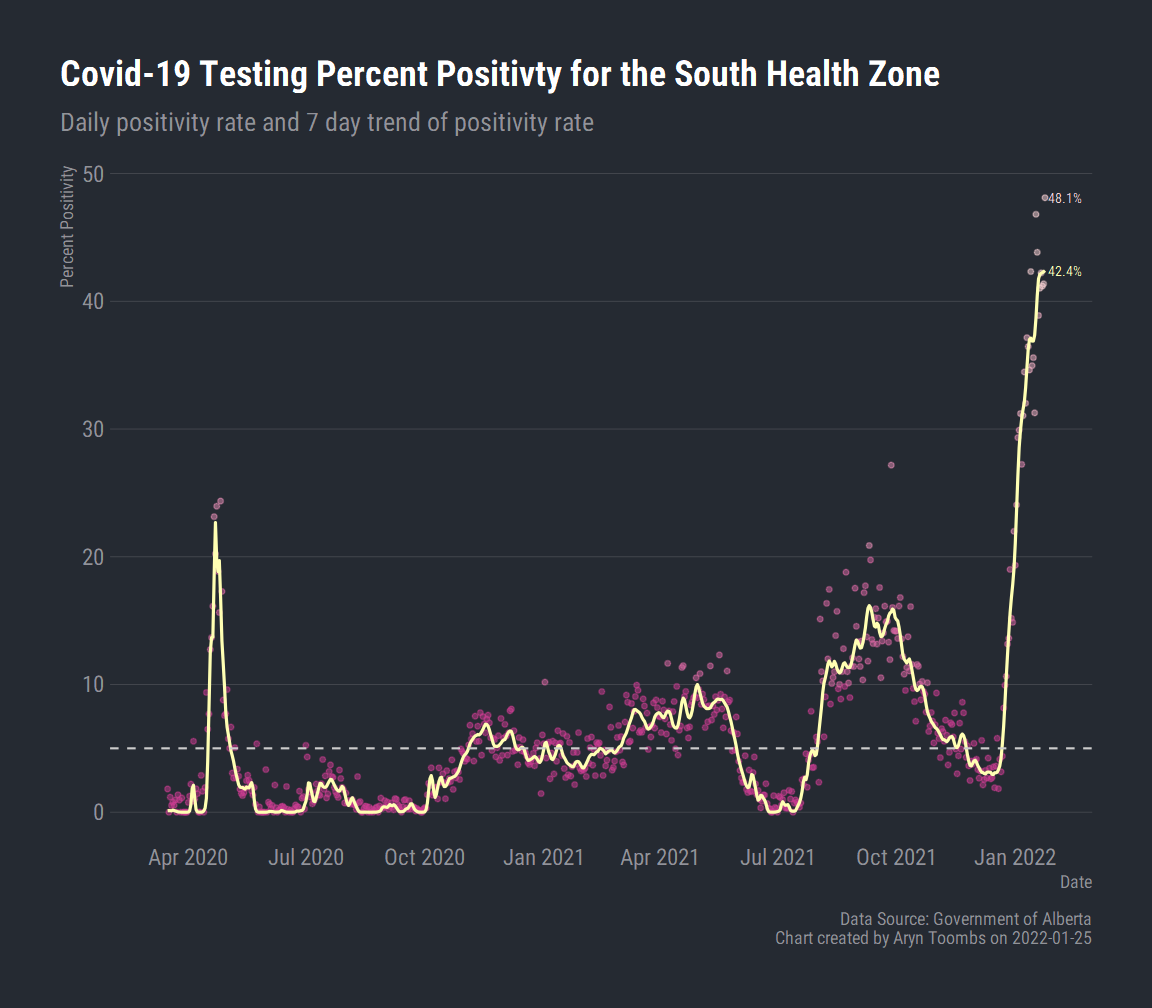 Covid-19 Testing Percent Positivty for the South Health Zone
Daily positivity rate and 7 day trend of positivity rate
Percent Positivity
50
40
30
20
10
0
48.1%
42.4%
Apr 2020 Jul 2020 Oct 2020 Jan 2021 Apr 2021 Jul 2021 Oct 2021 Jan 2022
Date
Data Source: Government of Alberta
Chart created by Aryn Toombs on 2022-01-25